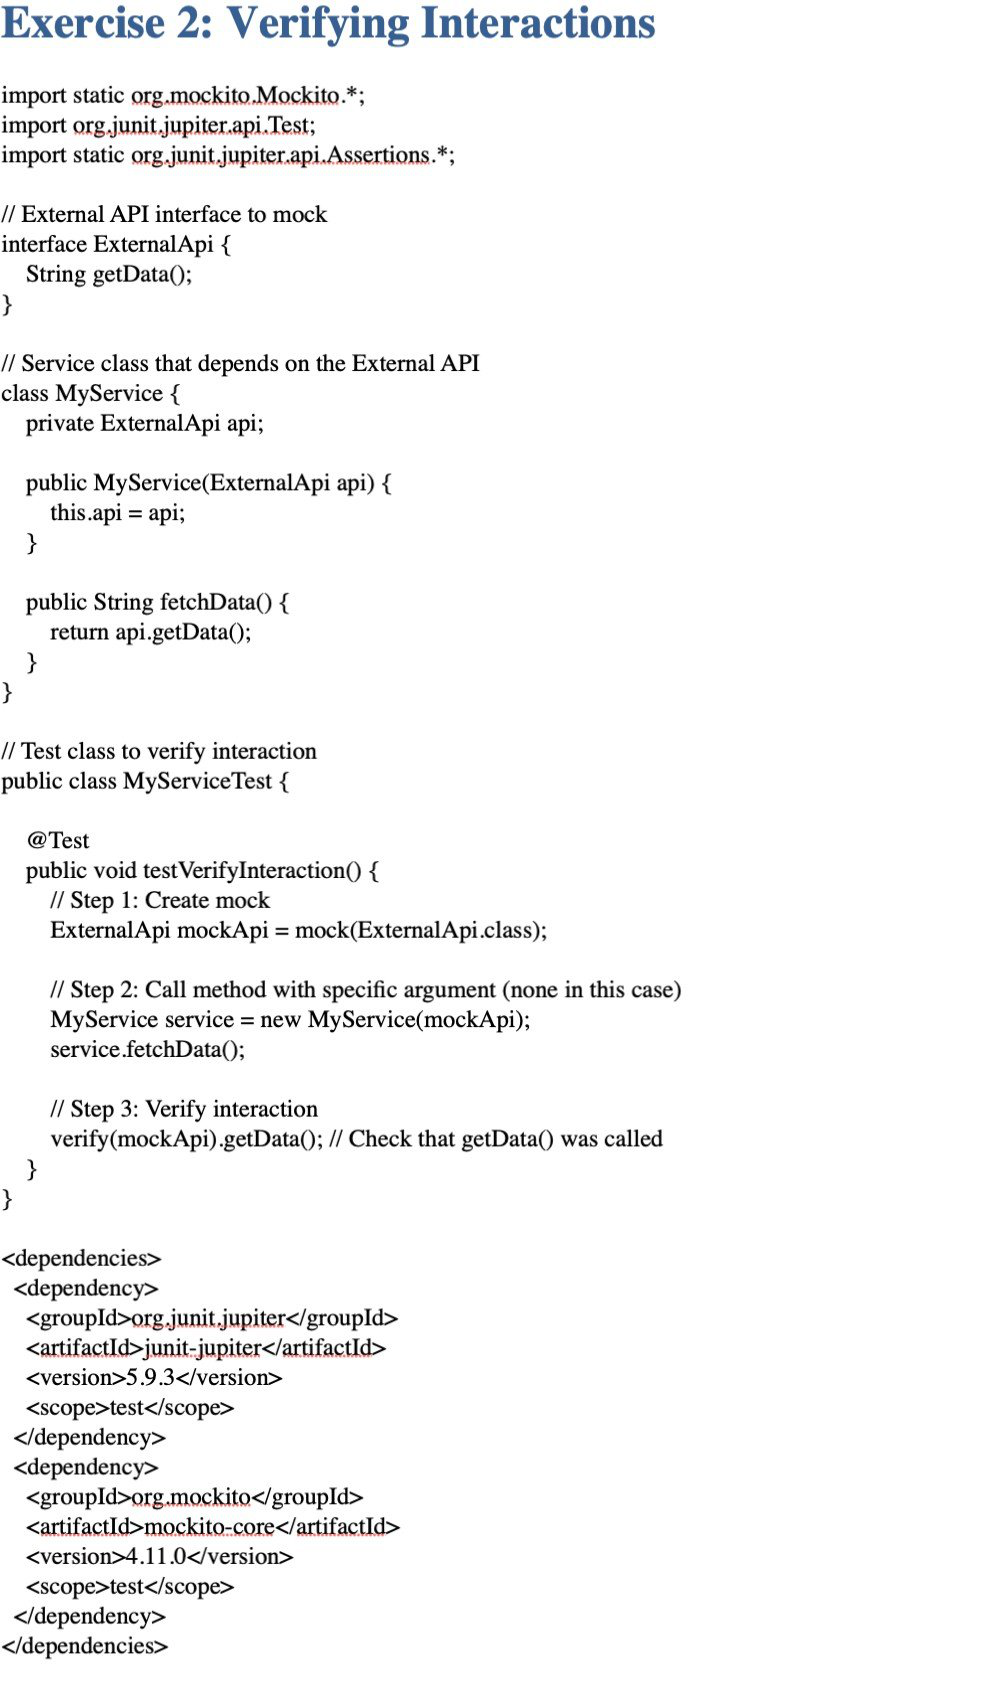 Exercise 2: Verifying Interactions
import static org.mockito.Mockito.*;
import org.junit.jupiter.api.Test;
import static org.junit.jupiter.api.Assertions.*;
// External API interface to mock
interface ExternalApi {
String getData();
}
// Service class that depends on the External API
class MyService {
private ExternalApi api;
public MyService(ExternalApi api) {
this.api = api;
}
public String fetchData() {
return api.getData();
}
}
// Test class to verify interaction
public class MyServiceTest {
@Test
public void testVerifyInteraction() {
// Step 1: Create mock
ExternalApi mockApi = mock(ExternalApi.class);
// Step 2: Call method with specific argument (none in this case)
MyService service = new MyService(mockApi);
service.fetchData();
// Step 3: Verify interaction
verify(mockApi).getData(); // Check that getData() was called
}
}
<dependencies>
<dependency>
<groupId>org.junit.jupiter</groupId>
<artifactId>junit-jupiter</artifactId>
<version>5.9.3</version>
<scope>test</scope>
</dependency>
<dependency>
<groupId>org.mockito</groupId>
<artifactId>mockito-core</artifactId>
<version>4.11.0</version>
<scope>test</scope>
</dependency>
</dependencies>